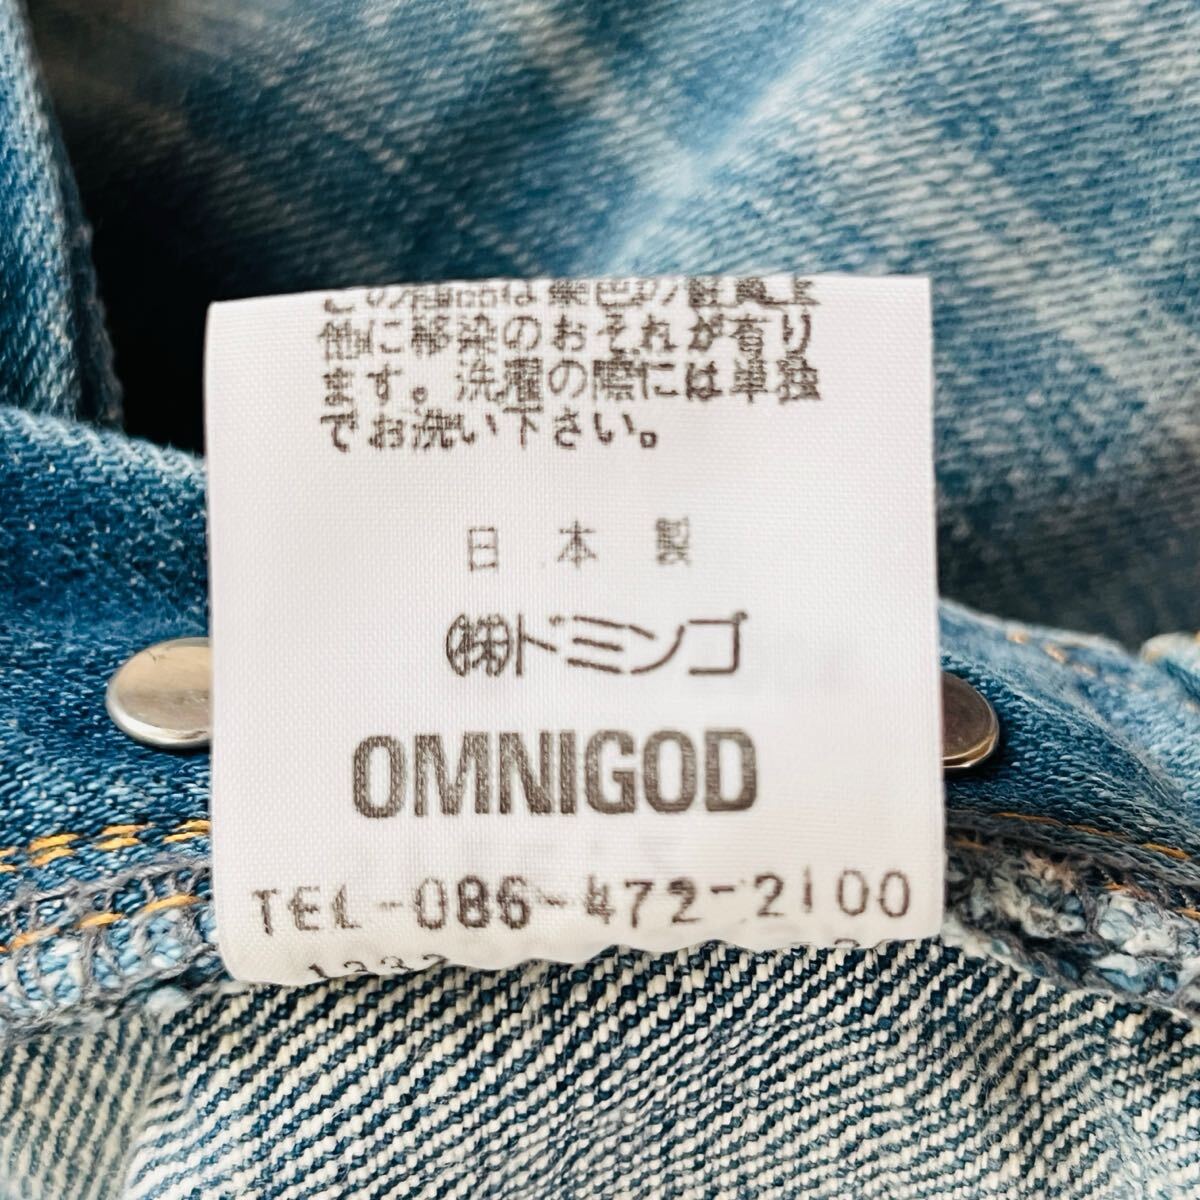 この商品は染色の製質上
他に移染のおそれが有り
ます。洗濯の際には単独
でお洗い下さい。
日本製
㈱ドミンゴ
OMNIGOD
TEL-086-472-2100